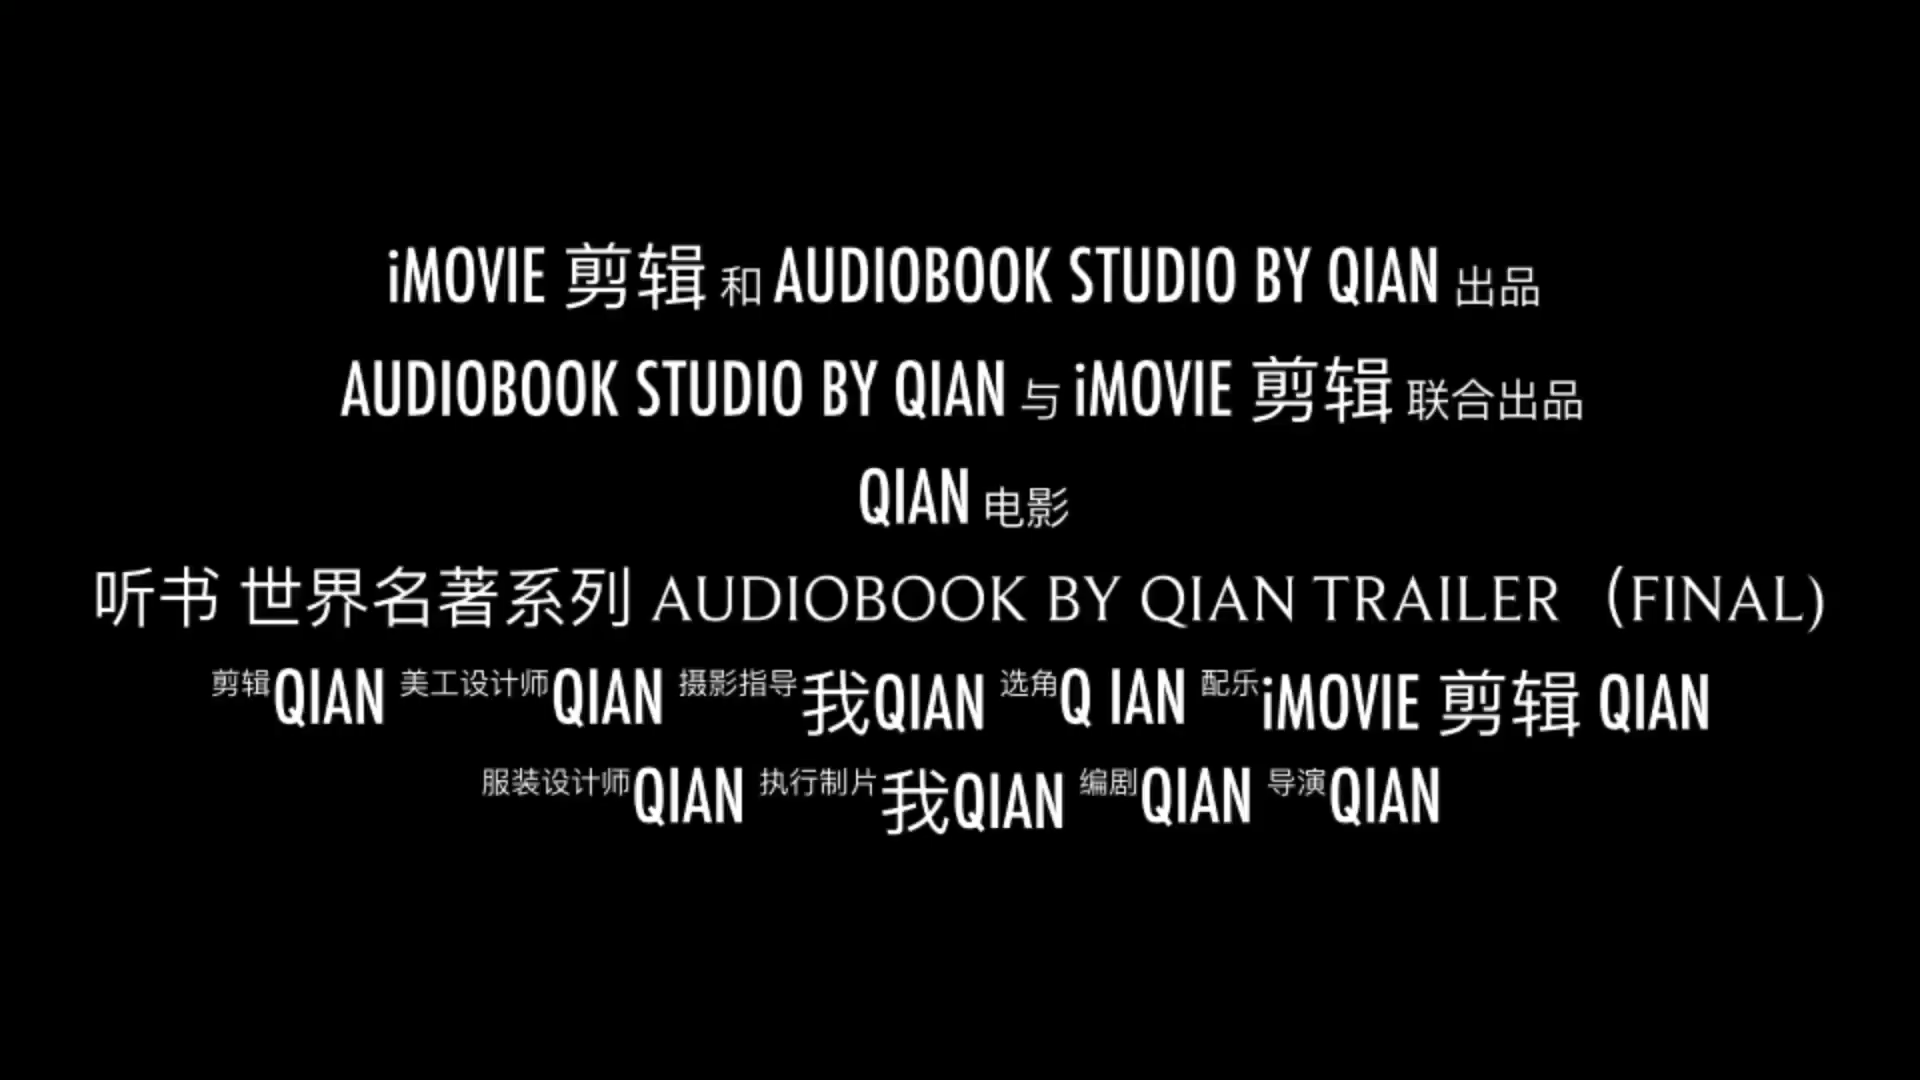 iMOVIE 剪辑 和 AUDIOBOOK STUDIO BY QIAN 出品
AUDIOBOOK STUDIO BY QIAN 与 iMOVIE 剪辑 联合出品
QIAN 电影
听书 世界名著系列 AUDIOBOOK BY QIAN TRAILER（FINAL)
剪辑QIAN 美工设计师QIAN 摄影指导我QIAN 选角Q IAN 配乐iMOVIE 剪辑 QIAN
服装设计师QIAN 执行制片我QIAN 编剧QIAN 导演QIAN